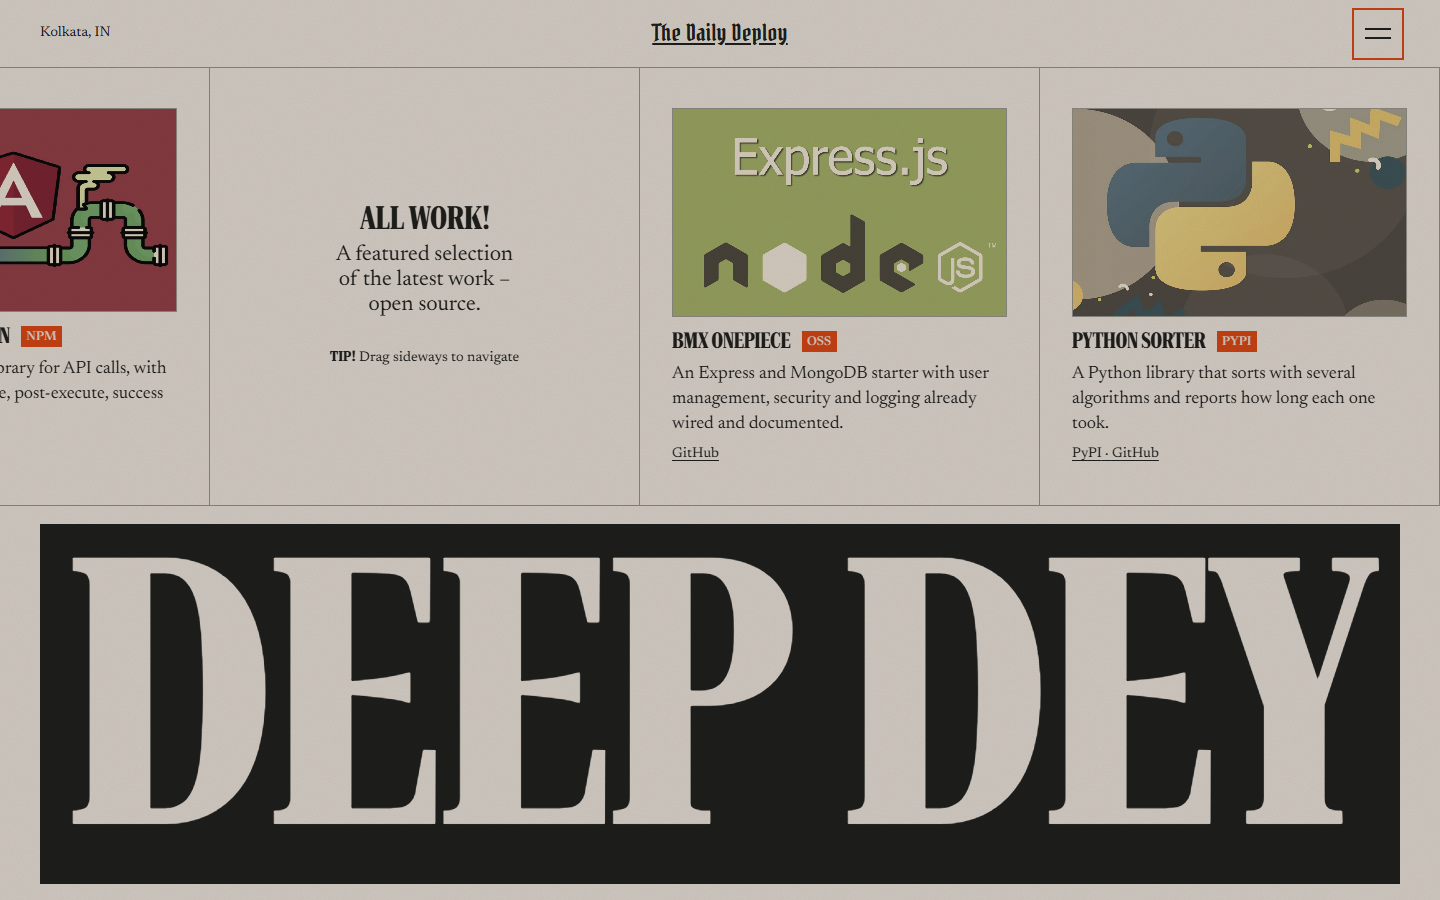 Kolkata, IN
The Daily Deploy
A
N NPM
brary for API calls, with
e, post-execute, success
ALL WORK!
A featured selection
of the latest work –
open source.
TIP! Drag sideways to navigate
Express.js
node JS ™
BMX ONEPIECE OSS
An Express and MongoDB starter with user
management, security and logging already
wired and documented.
GitHub
PYTHON SORTER PYPI
A Python library that sorts with several
algorithms and reports how long each one
took.
PyPI · GitHub
DEEP DEY